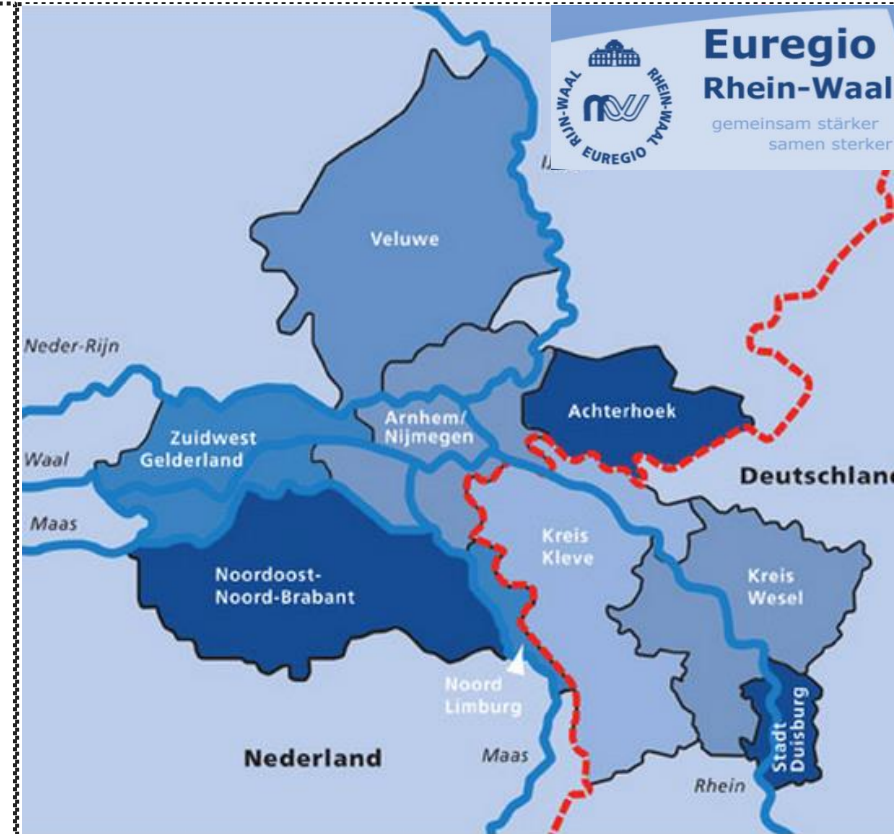 Euregio
Rhein-Waal
gemeinsam stärker
samen sterker
RIJN-WAAL
RHEIN-WAAL
EUREGIO
Veluwe
Neder-Rijn
Achterhoek
Arnhem/
Nijmegen
Zuidwest
Gelderland
Waal
Deutschland
Maas
Kreis
Kleve
Noordoost-
Noord-Brabant
Kreis
Wesel
Noord
Limburg
Stadt
Duisburg
Nederland
Maas
Rhein